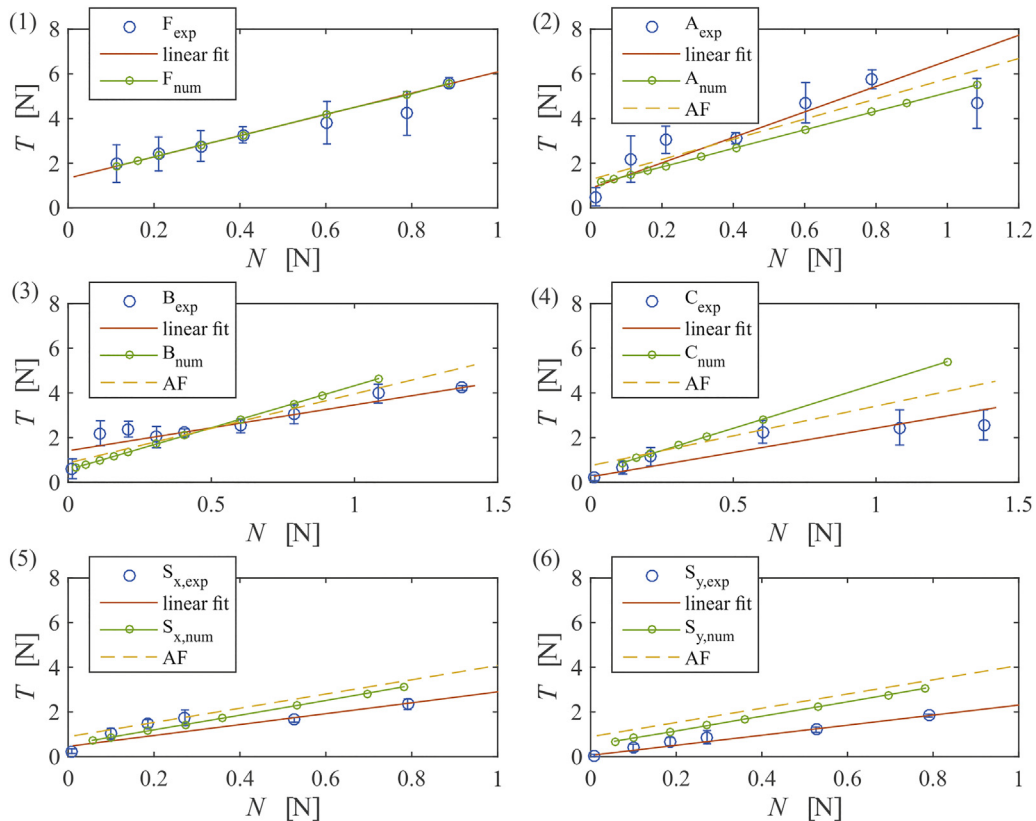 (1)
F_exp
linear fit
F_num
T [N]
8
6
4
2
0
0 0.2 0.4 0.6 0.8 1
N [N]
(2)
A_exp
linear fit
A_num
AF
T [N]
8
6
4
2
0
0 0.2 0.4 0.6 0.8 1 1.2
N [N]
(3)
B_exp
linear fit
B_num
AF
T [N]
8
6
4
2
0
0 0.5 1 1.5
N [N]
(4)
C_exp
linear fit
C_num
AF
T [N]
8
6
4
2
0
0 0.5 1 1.5
N [N]
(5)
S_x,exp
linear fit
S_x,num
AF
T [N]
8
6
4
2
0
0 0.2 0.4 0.6 0.8 1
N [N]
(6)
S_y,exp
linear fit
S_y,num
AF
T [N]
8
6
4
2
0
0 0.2 0.4 0.6 0.8 1
N [N]